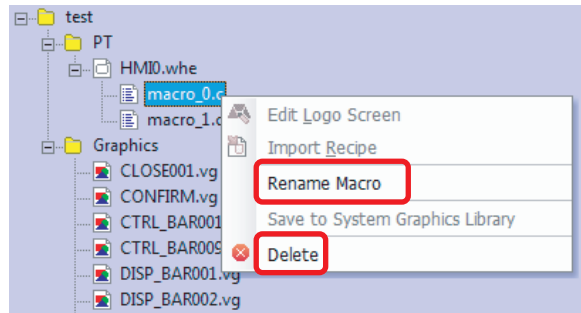 test
PT
HMI0.whe
macro_0.c
macro_1.c
Edit Logo Screen
Import Recipe
Rename Macro
Save to System Graphics Library
Delete
Graphics
CLOSE001.vg
CONFIRM.vg
CTRL_BAR001
CTRL_BAR009
DISP_BAR001.vg
DISP_BAR002.vg